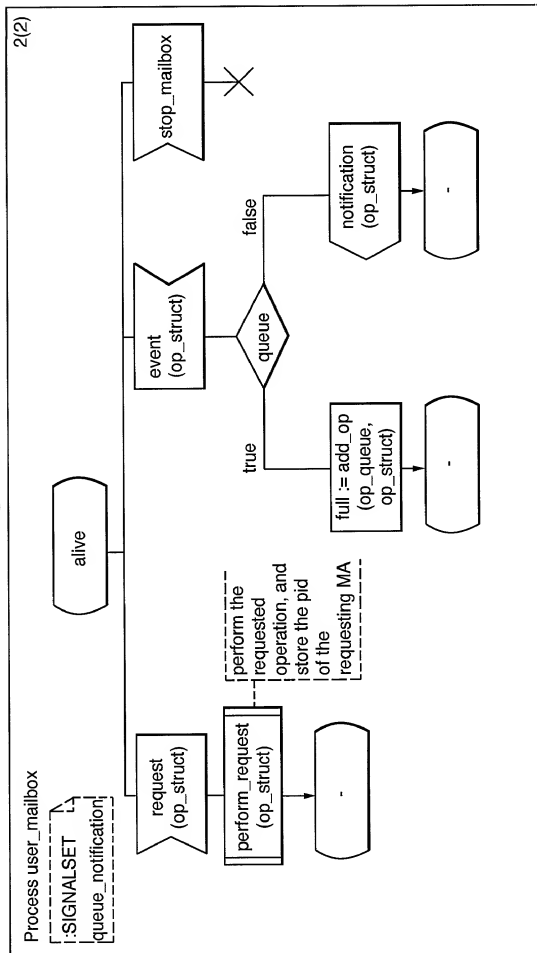 Process user_mailbox
2(2)
:SIGNALSET
queue_notification
alive
request
(op_struct)
perform_request
(op_struct)
perform the
requested
operation, and
store the pid
of the
requesting MA
-
event
(op_struct)
queue
true
false
full := add_op
(op_queue,
op_struct)
-
notification
(op_struct)
-
stop_mailbox